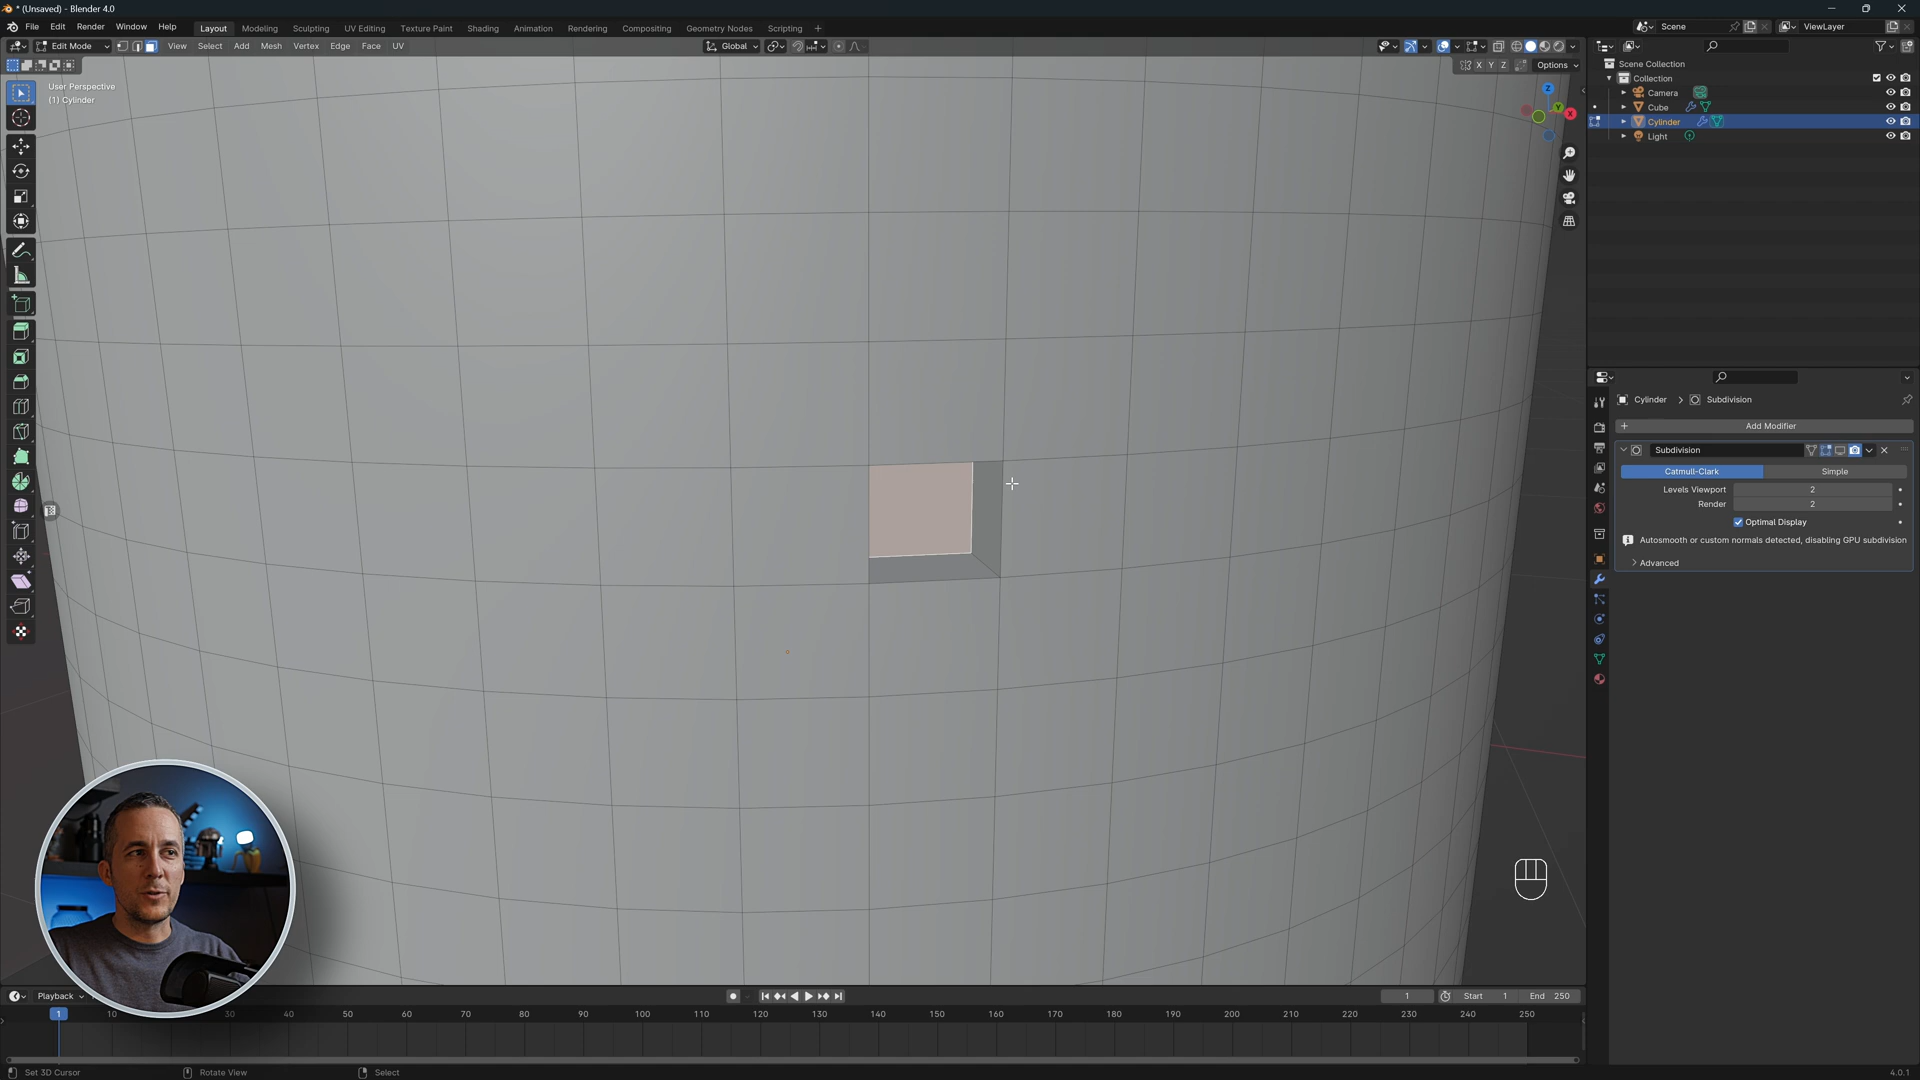 * (Unsaved) - Blender 4.0
File Edit Render Window Help Layout Modeling Sculpting UV Editing Texture Paint Shading Animation Rendering Compositing Geometry Nodes Scripting + Scene ViewLayer
Edit Mode View Select Add Mesh Vertex Edge Face UV Global
X Y Z Options
User Perspective
(1) Cylinder
Z
Y
X
Scene Collection
Collection
Camera
Cube
Cylinder
Light
Cylinder > Subdivision
+ Add Modifier
Subdivision
Catmull-Clark Simple
Levels Viewport 2
Render 2
Optimal Display
Autosmooth or custom normals detected, disabling GPU subdivision
Advanced
Playback 1 Start 1 End 250
1 10 30 40 50 60 70 80 90 100 110 120 130 140 150 160 170 180 190 200 210 220 230 240 250
Set 3D Cursor Rotate View Select 4.0.1